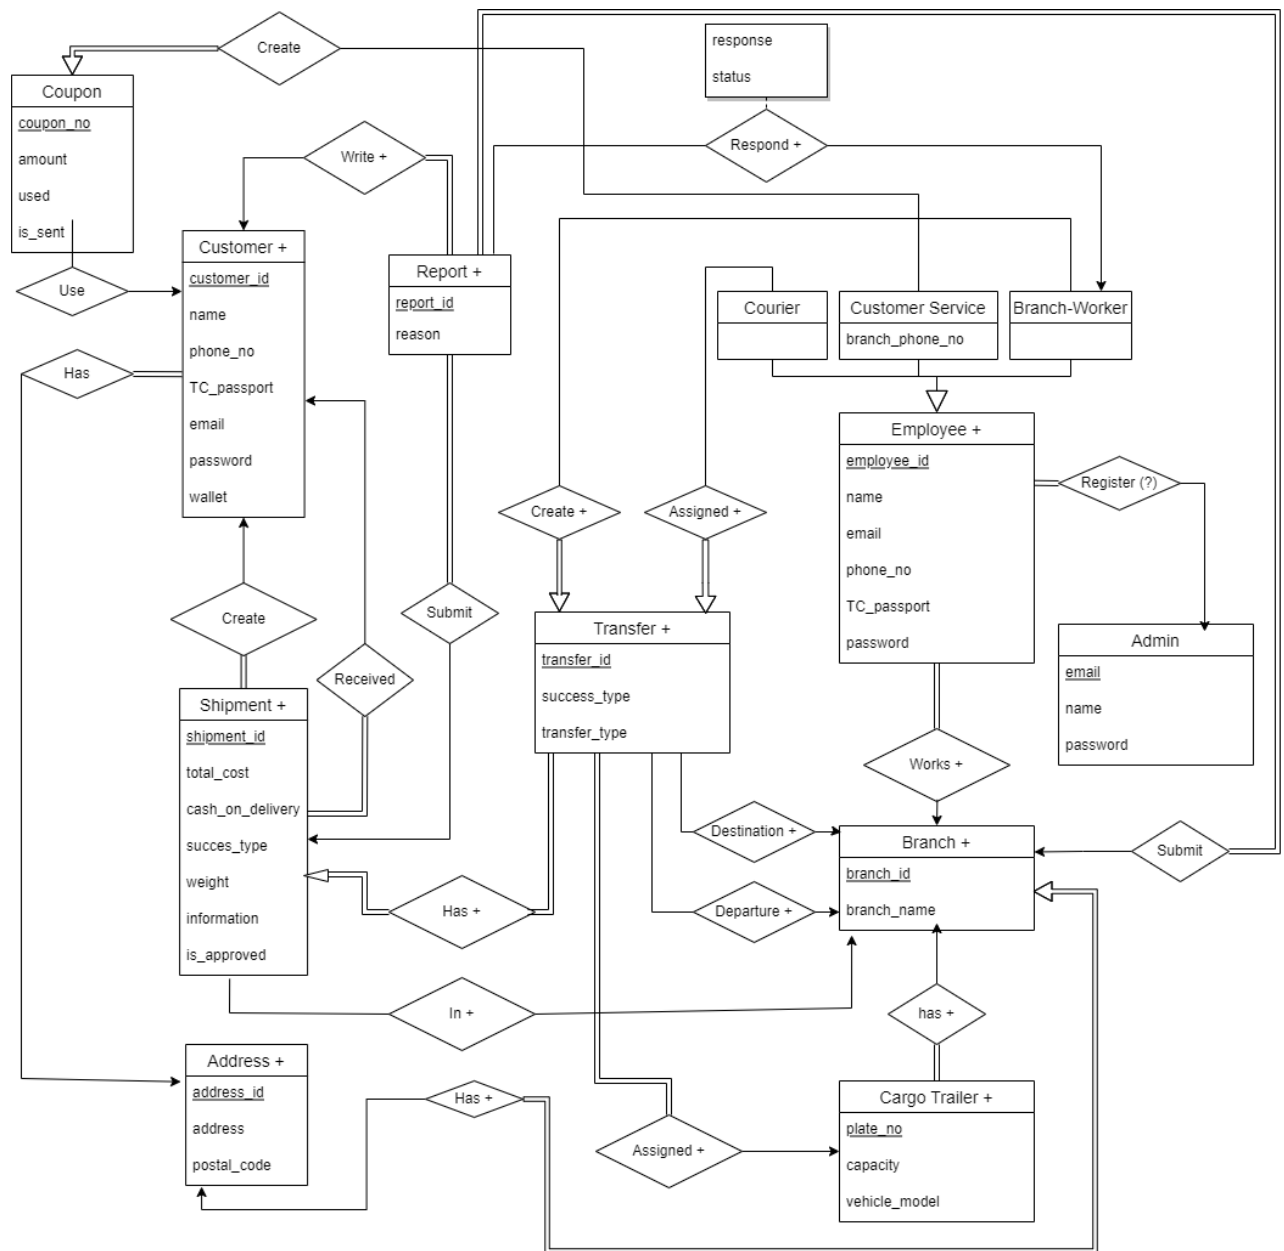 Create
response
status
Coupon
coupon_no
amount
used
is_sent
Write +
Respond +
Customer +
customer_id
name
phone_no
TC_passport
email
password
wallet
Use
Report +
report_id
reason
Courier
Customer Service
branch_phone_no
Branch-Worker
Has
Employee +
employee_id
name
email
phone_no
TC_passport
password
Register (?)
Create +
Assigned +
Create
Submit
Transfer +
transfer_id
success_type
transfer_type
Admin
email
name
password
Received
Shipment +
shipment_id
total_cost
cash_on_delivery
succes_type
weight
information
is_approved
Works +
Destination +
Branch +
branch_id
branch_name
Submit
Has +
Departure +
In +
has +
Address +
address_id
address
postal_code
Has +
Assigned +
Cargo Trailer +
plate_no
capacity
vehicle_model